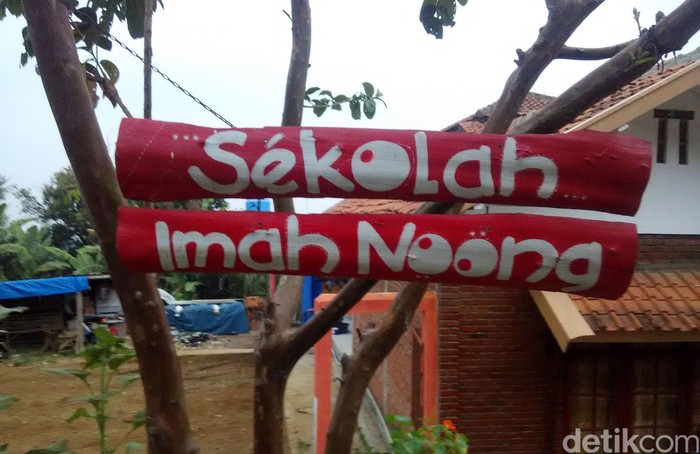 Sékolah
Imah Noong
detikcom